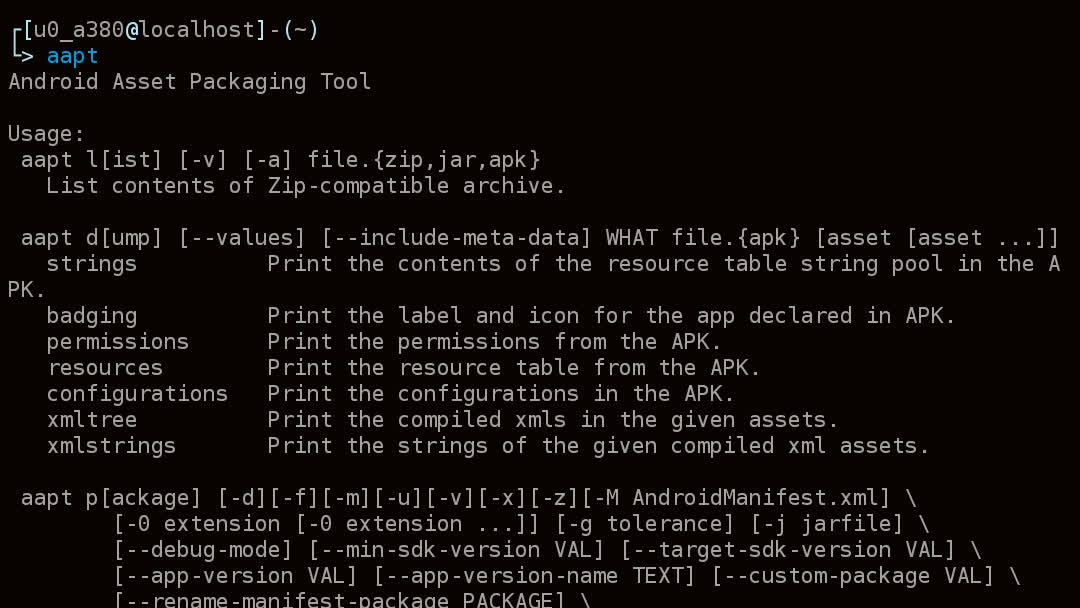 ┌[u0_a380@localhost]-(~)
└> aapt
Android Asset Packaging Tool

Usage:
 aapt l[ist] [-v] [-a] file.{zip,jar,apk}
   List contents of Zip-compatible archive.

 aapt d[ump] [--values] [--include-meta-data] WHAT file.{apk} [asset [asset ...]]
   strings          Print the contents of the resource table string pool in the A
PK.
   badging          Print the label and icon for the app declared in APK.
   permissions      Print the permissions from the APK.
   resources        Print the resource table from the APK.
   configurations   Print the configurations in the APK.
   xmltree          Print the compiled xmls in the given assets.
   xmlstrings       Print the strings of the given compiled xml assets.

 aapt p[ackage] [-d][-f][-m][-u][-v][-x][-z][-M AndroidManifest.xml] \
        [-0 extension [-0 extension ...]] [-g tolerance] [-j jarfile] \
        [--debug-mode] [--min-sdk-version VAL] [--target-sdk-version VAL] \
        [--app-version VAL] [--app-version-name TEXT] [--custom-package VAL] \
        [--rename-manifest-package PACKAGE] \